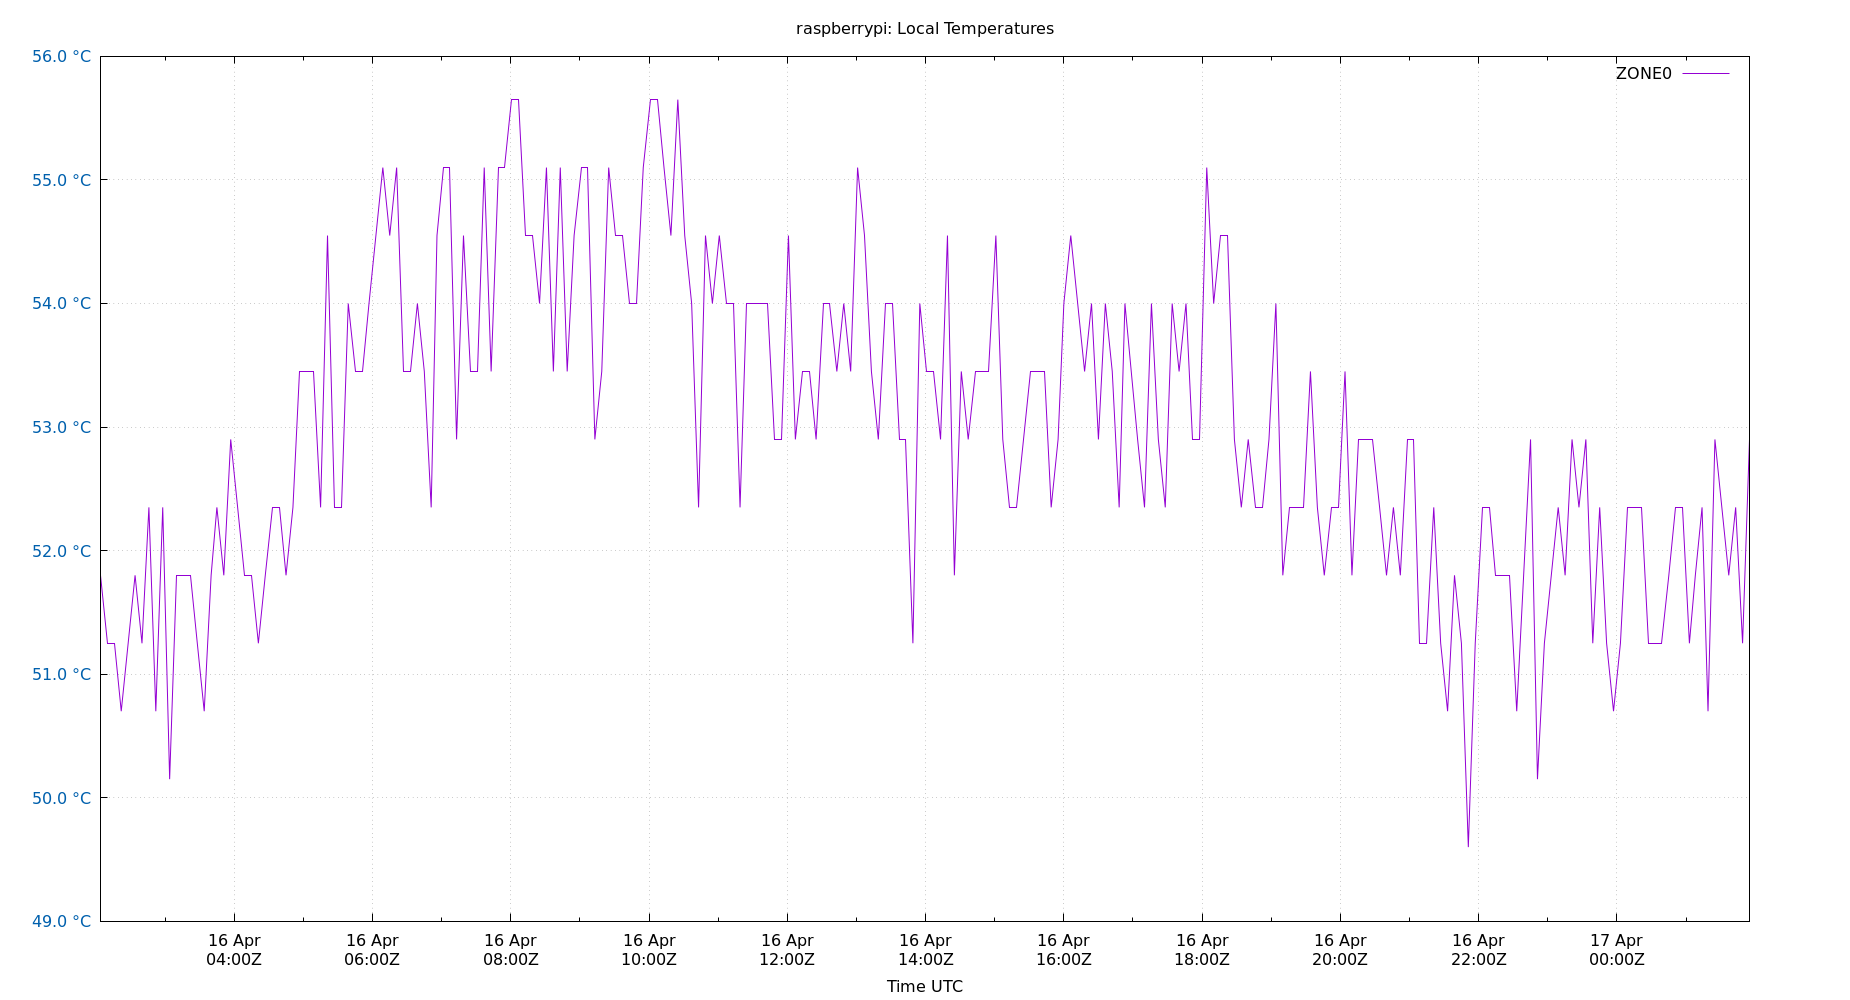 raspberrypi: Local Temperatures
56.0 °C
ZONE0
55.0 °C
54.0 °C
53.0 °C
52.0 °C
51.0 °C
50.0 °C
49.0 °C
16 Apr 16 Apr 16 Apr 16 Apr 16 Apr 16 Apr 16 Apr 16 Apr 16 Apr 16 Apr 17 Apr
04:00Z 06:00Z 08:00Z 10:00Z 12:00Z 14:00Z 16:00Z 18:00Z 20:00Z 22:00Z 00:00Z
Time UTC